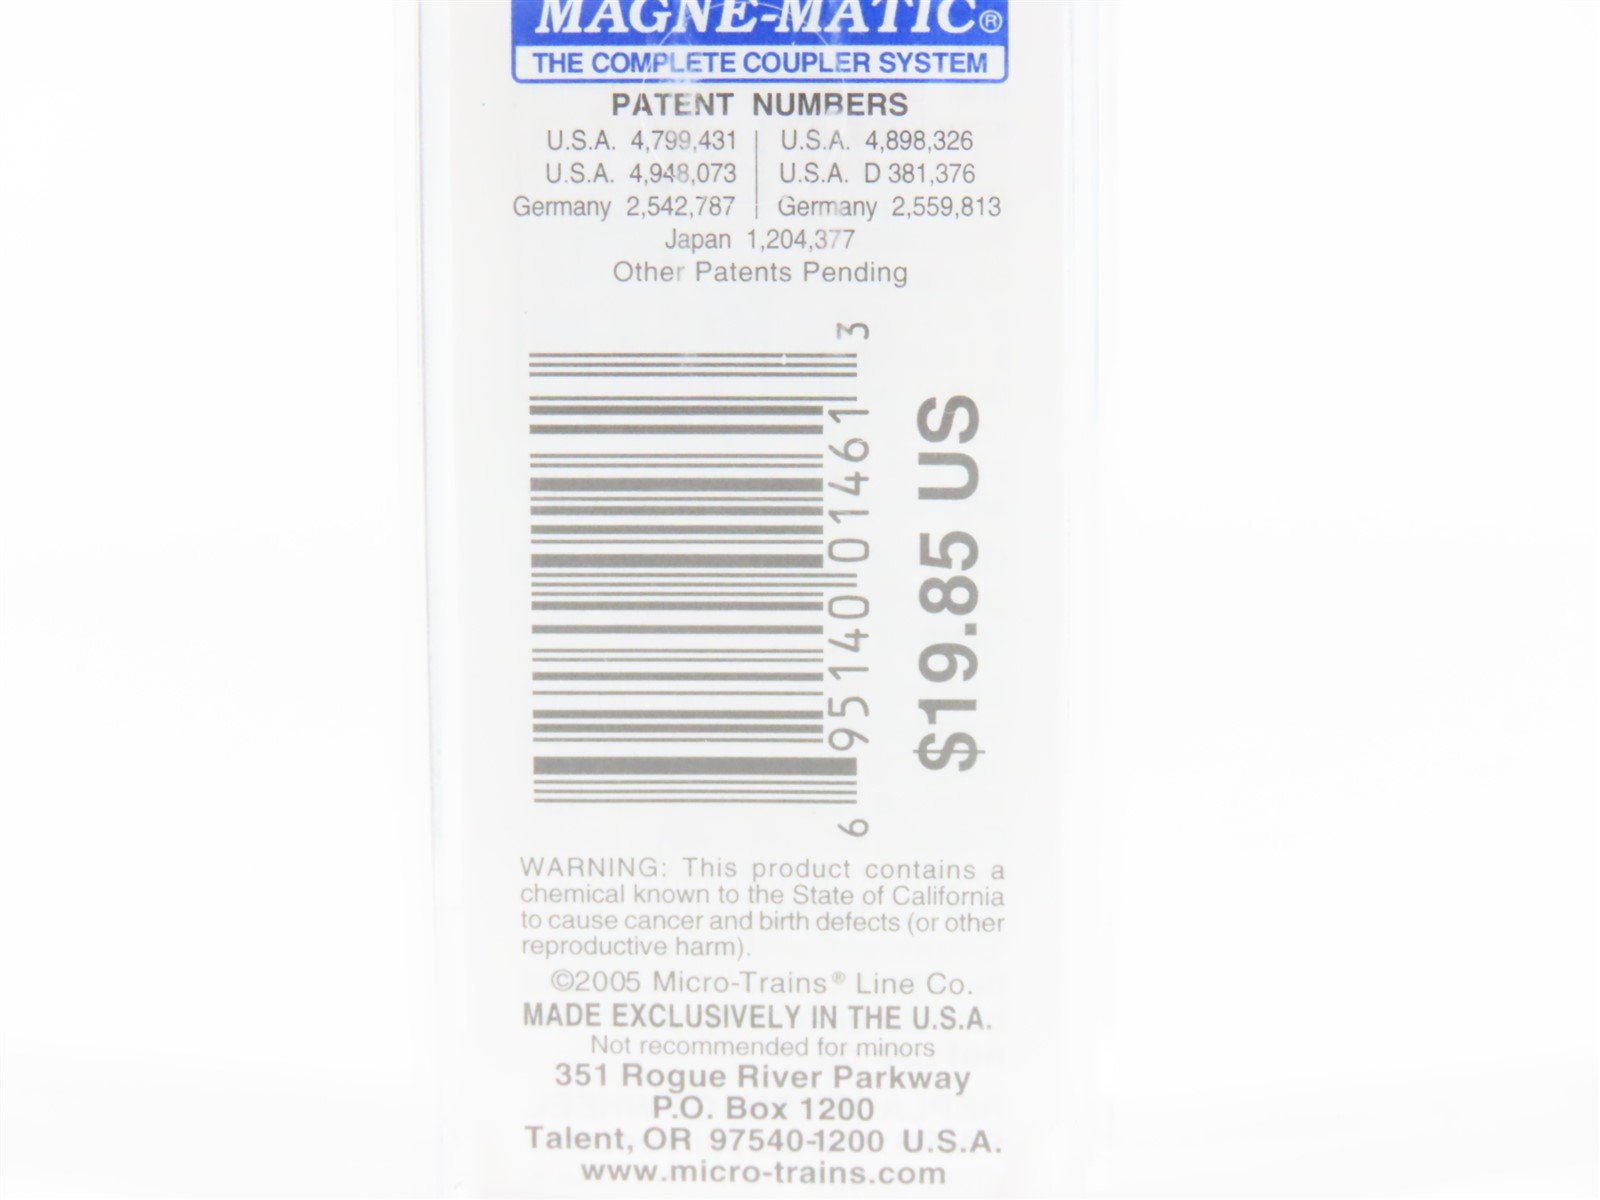 MAGNE-MATIC®
THE COMPLETE COUPLER SYSTEM
PATENT NUMBERS
U.S.A. 4,799,431 | U.S.A. 4,898,326
U.S.A. 4,948,073 | U.S.A. D 381,376
Germany 2,542,787 | Germany 2,559,813
Japan 1,204,377
Other Patents Pending
6 95140 01461 3
$19.85 US
WARNING: This product contains a
chemical known to the State of California
to cause cancer and birth defects (or other
reproductive harm).
©2005 Micro-Trains® Line Co.
MADE EXCLUSIVELY IN THE U.S.A.
Not recommended for minors
351 Rogue River Parkway
P.O. Box 1200
Talent, OR 97540-1200 U.S.A.
www.micro-trains.com